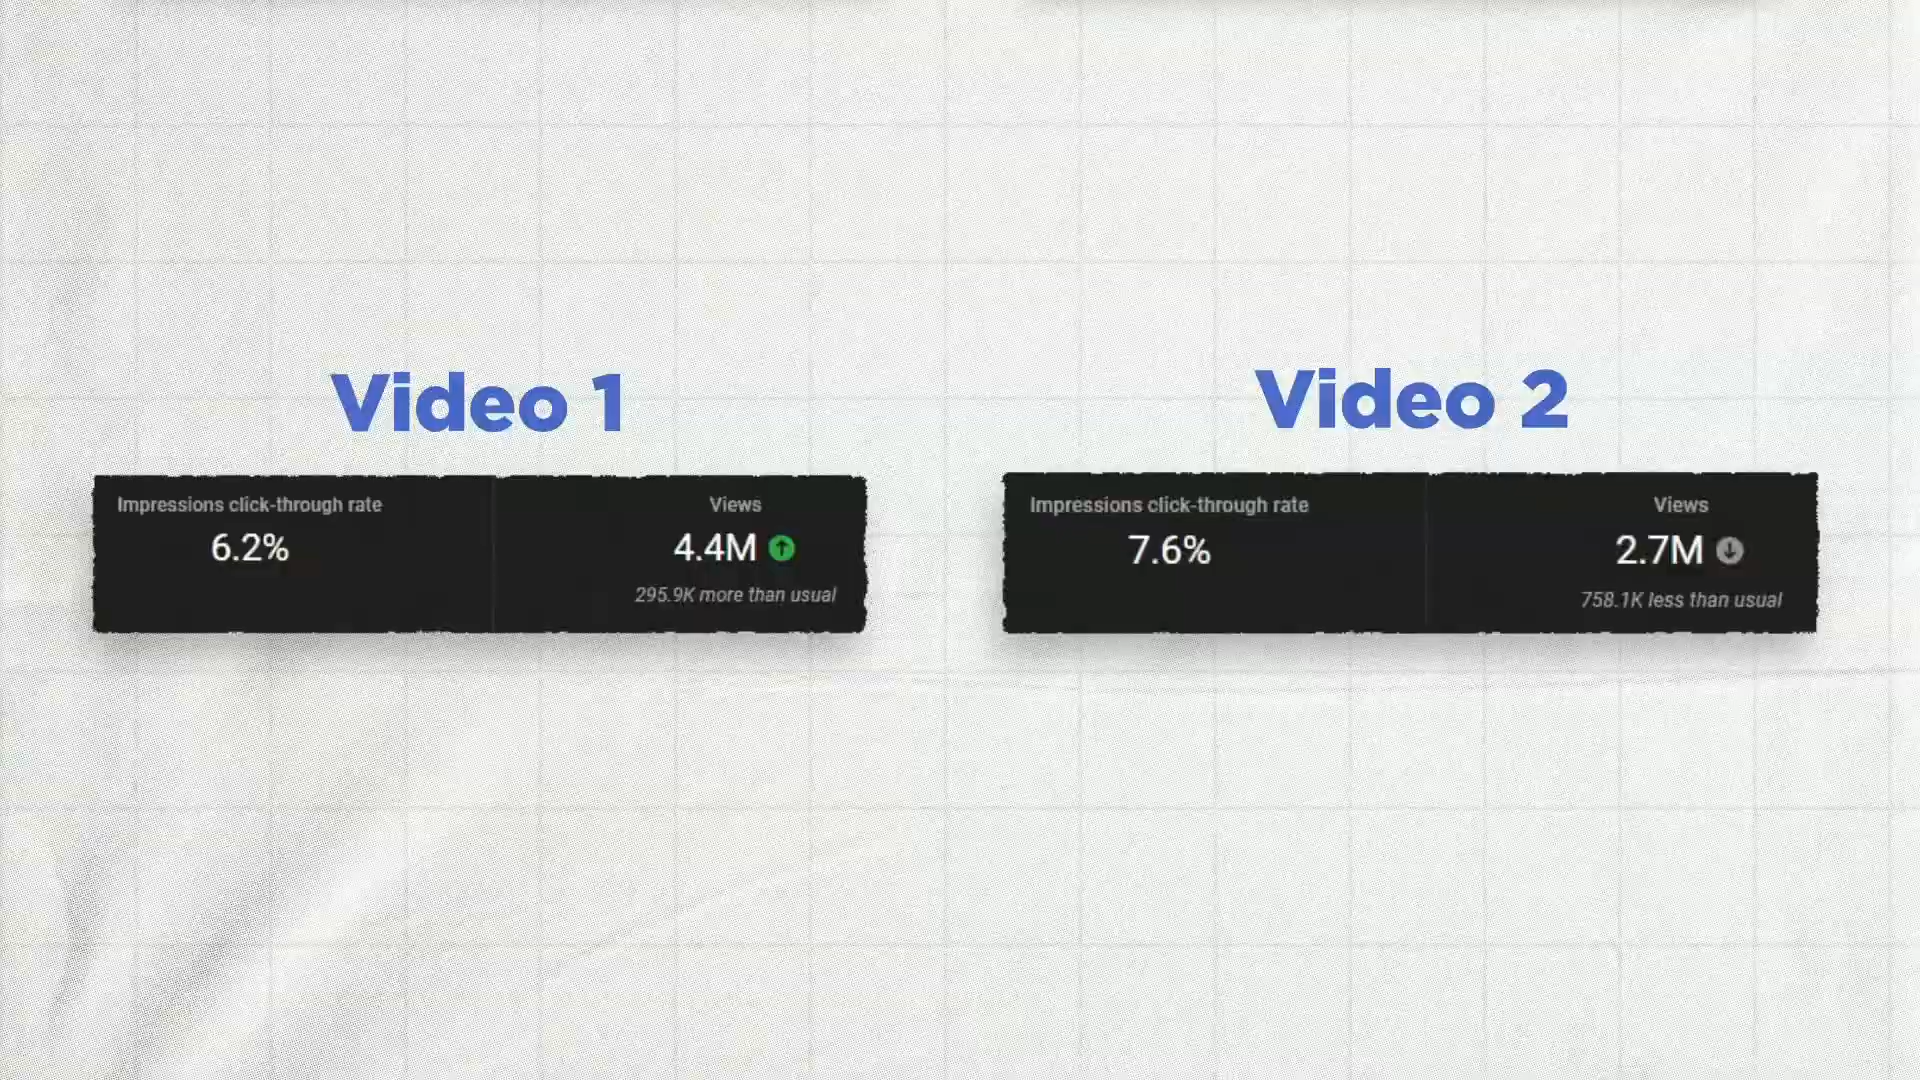 Video 1
Impressions click-through rate
6.2%
Views
4.4M
295.9K more than usual
Video 2
Impressions click-through rate
7.6%
Views
2.7M
758.1K less than usual